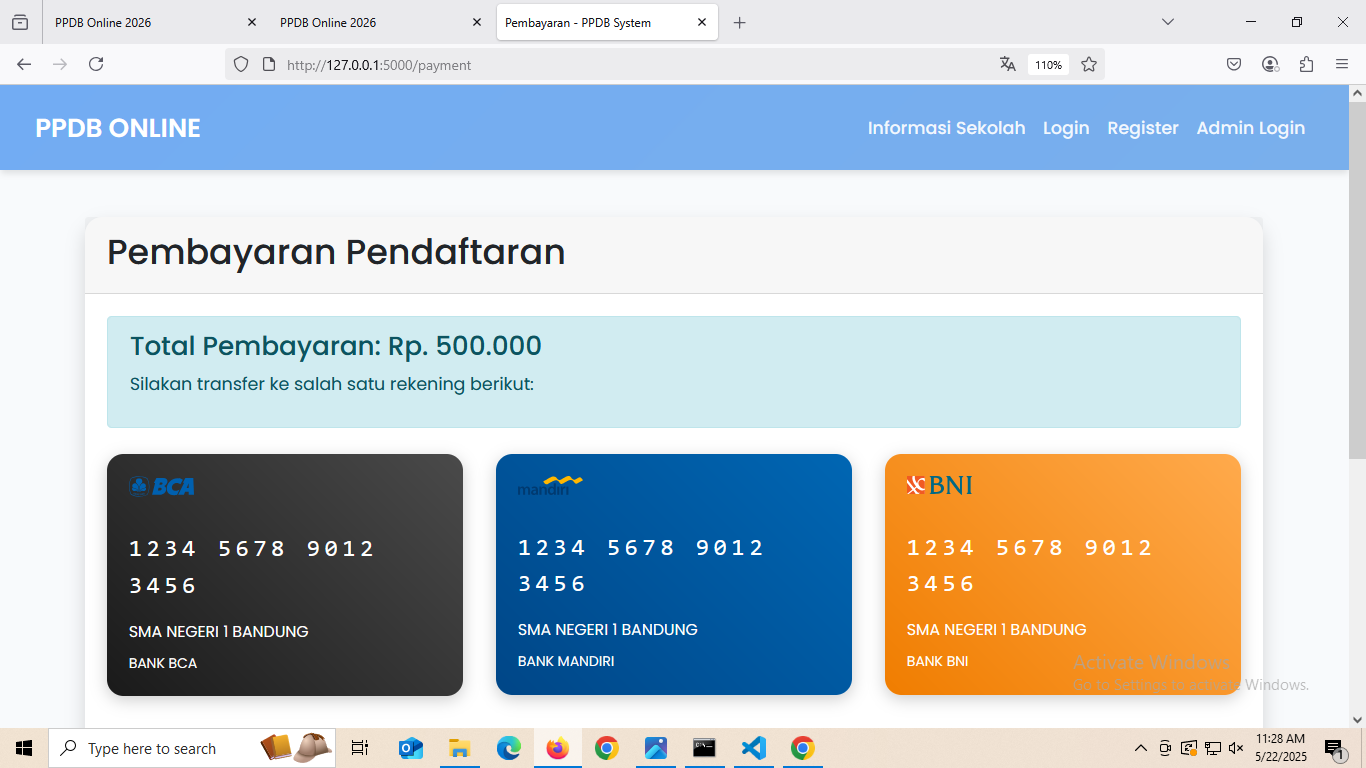 PPDB Online 2026
PPDB Online 2026
Pembayaran - PPDB System
http://127.0.0.1:5000/payment
110%
PPDB ONLINE
Informasi Sekolah
Login
Register
Admin Login
Pembayaran Pendaftaran
Total Pembayaran: Rp. 500.000
Silakan transfer ke salah satu rekening berikut:
BCA
1234 5678 9012
3456
SMA NEGERI 1 BANDUNG
BANK BCA
mandiri
1234 5678 9012
3456
SMA NEGERI 1 BANDUNG
BANK MANDIRI
BNI
1234 5678 9012
3456
SMA NEGERI 1 BANDUNG
BANK BNI
Activate Windows
Go to Settings to activate Windows.
Type here to search
11:28 AM
5/22/2025
1